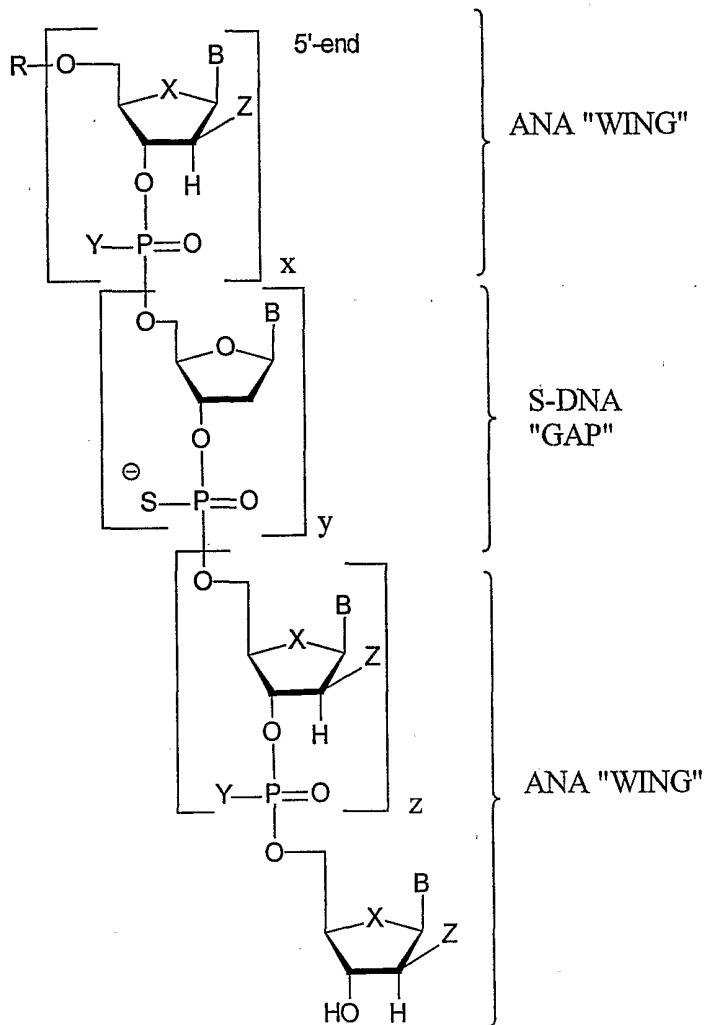 5'-end
B
R-O
X
Z
ANA "WING"
O
H
Y-P=O
x
O
B
O
S-DNA
"GAP"
O
⊖
S-P=O
y
O
B
X
Z
O
H
ANA "WING"
Y-P=O
z
O
B
X
Z
HO
H